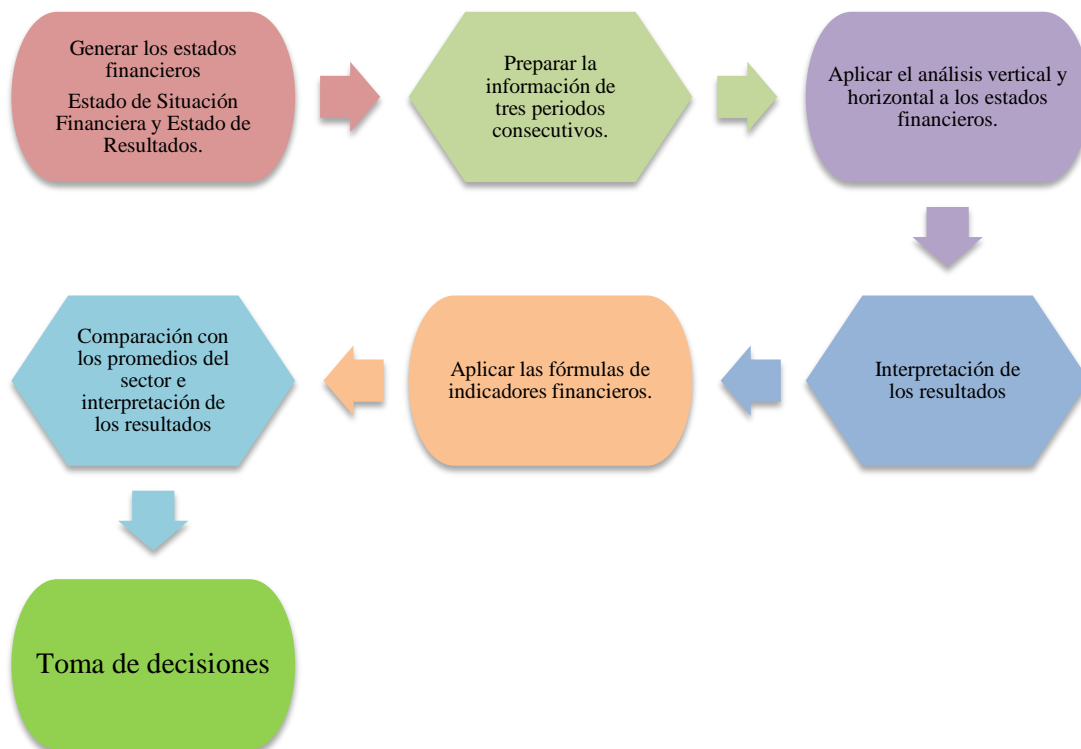 Generar los estados
financieros
Estado de Situación
Financiera y Estado de
Resultados.
Preparar la
información de
tres periodos
consecutivos.
Aplicar el análisis vertical y
horizontal a los estados
financieros.
Interpretación de
los resultados
Aplicar las fórmulas de
indicadores financieros.
Comparación con
los promedios del
sector e
interpretación de
los resultados
Toma de decisiones